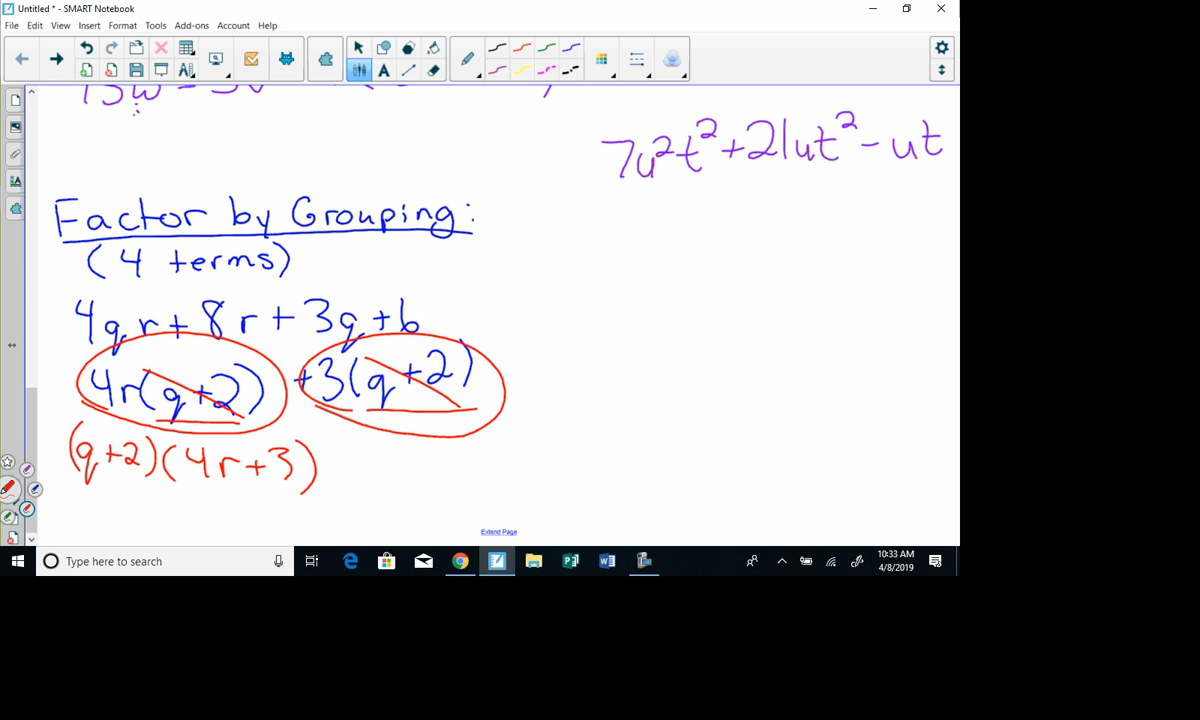 Untitled * - SMART Notebook
File Edit View Insert Format Tools Add-ons Account Help
7u²t² + 21ut² - ut
Factor by Grouping:
(4 terms)
4qr + 8r + 3q + 6
4r(q+2) + 3(q+2)
(q+2)(4r+3)
Extend Page
Type here to search
10:33 AM
4/8/2019